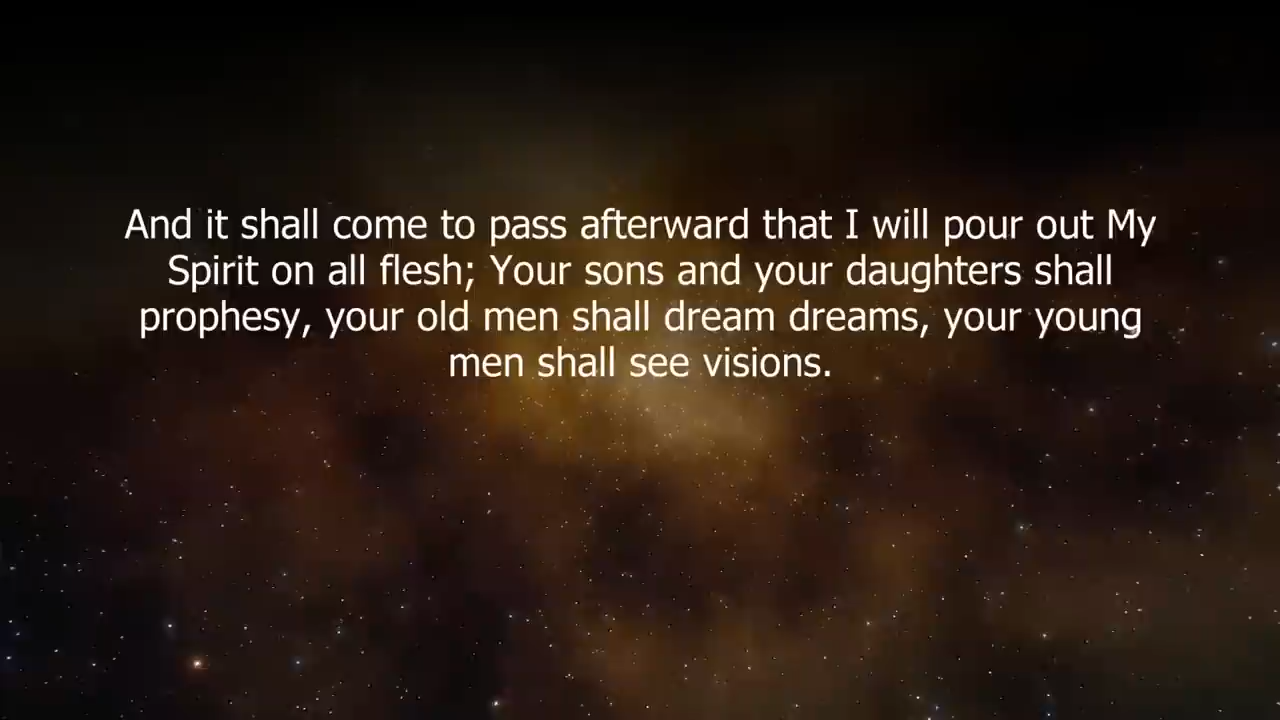 And it shall come to pass afterward that I will pour out My
Spirit on all flesh; Your sons and your daughters shall
prophesy, your old men shall dream dreams, your young
men shall see visions.